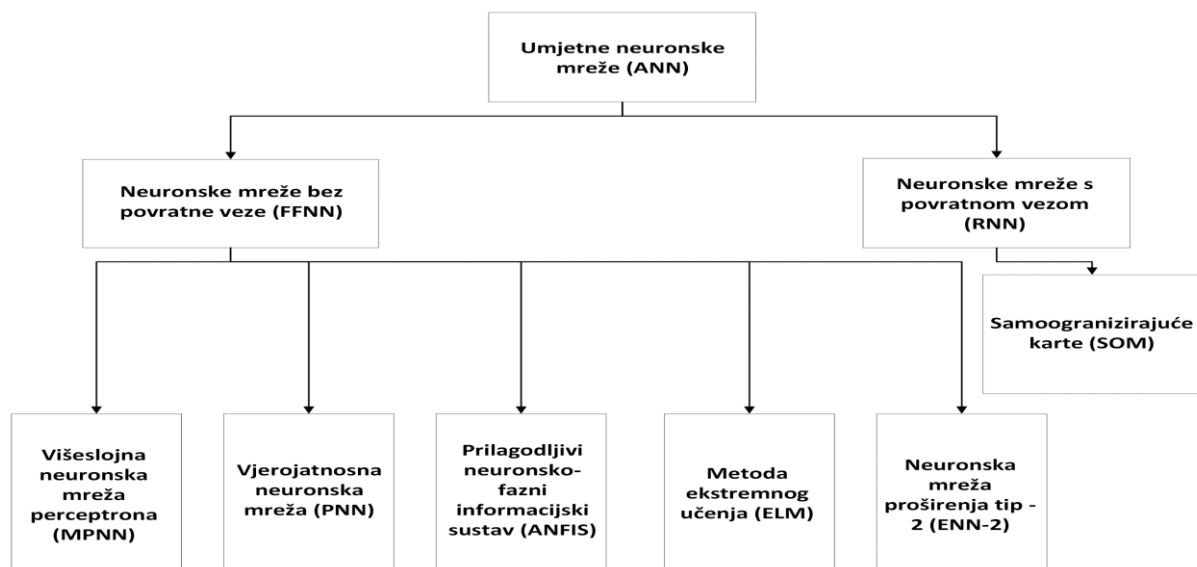 Umjetne neuronske
mreže (ANN)
Neuronske mreže bez
povratne veze (FFNN)
Neuronske mreže s
povratnom vezom
(RNN)
Samoogranizirajuće
karte (SOM)
Višeslojna
neuronska
mreža
perceptrona
(MPNN)
Vjerojatnosna
neuronska
mreža (PNN)
Prilagodljivi
neuronsko-
fazni
informacijski
sustav (ANFIS)
Metoda
ekstremnog
učenja (ELM)
Neuronska
mreža
proširenja tip -
2 (ENN-2)